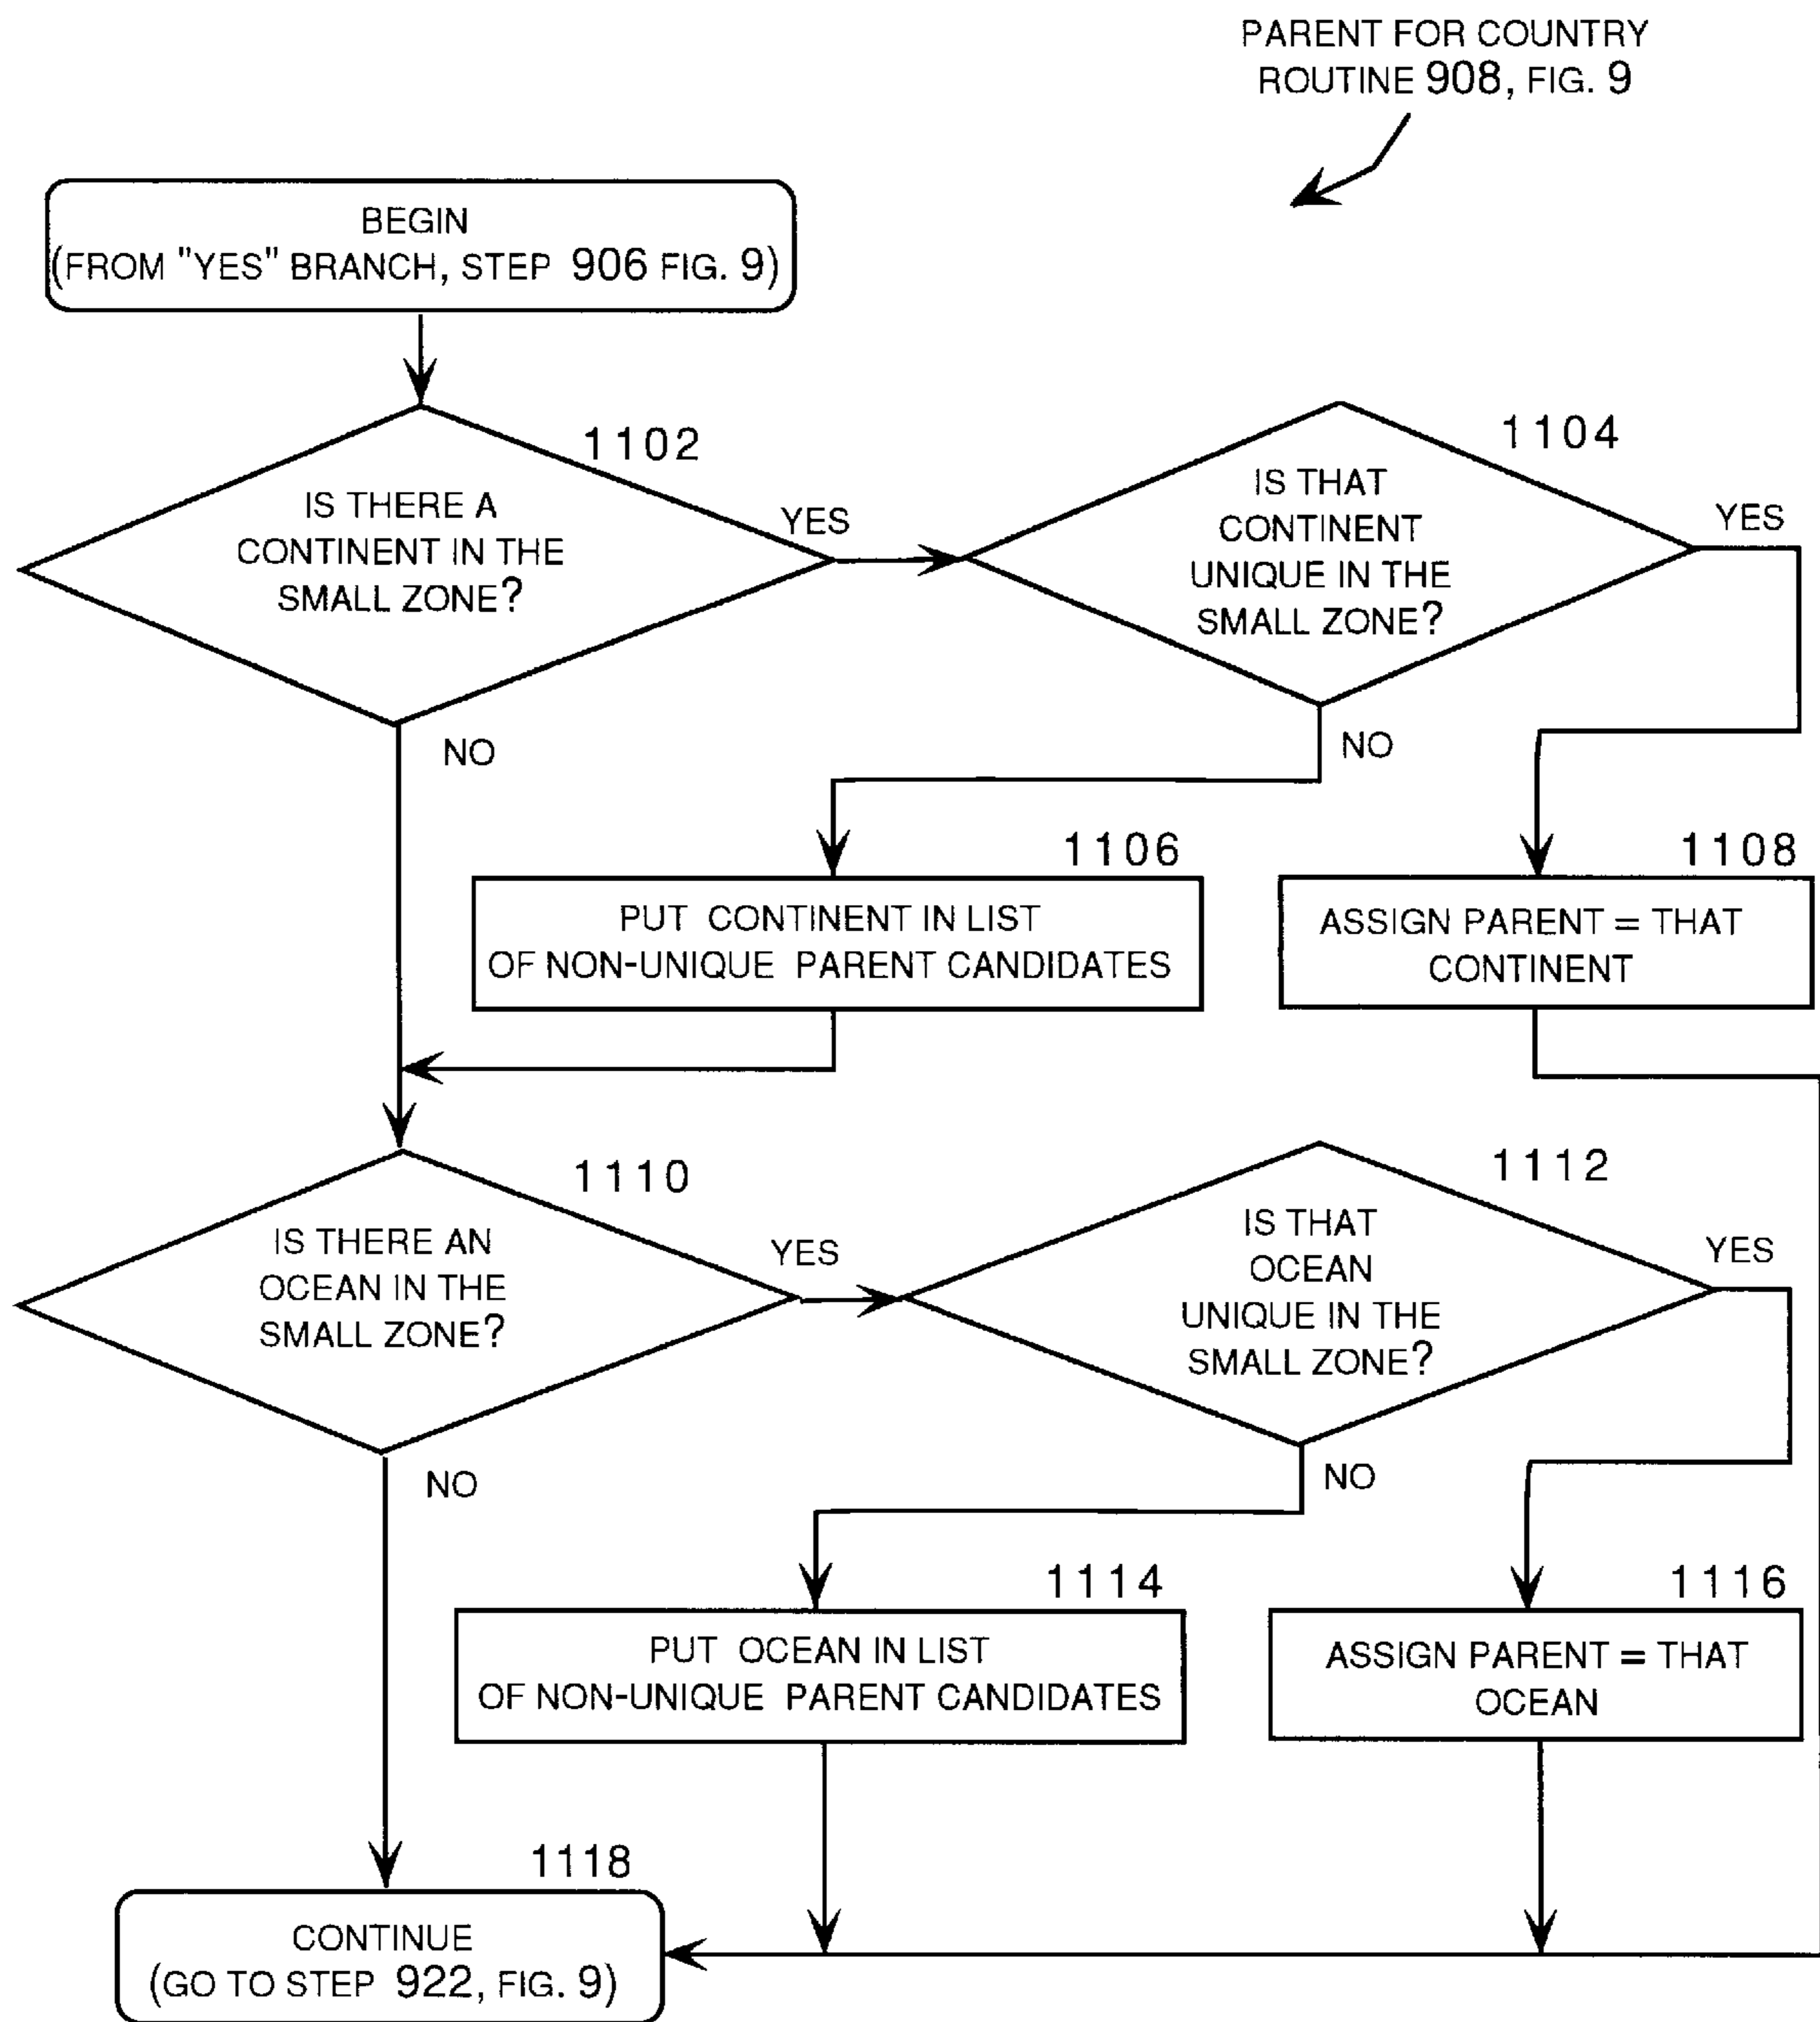 PARENT FOR COUNTRY
ROUTINE 908, FIG. 9
BEGIN
(FROM "YES" BRANCH, STEP 906 FIG. 9)
1102
IS THERE A
CONTINENT IN THE
SMALL ZONE?
YES
NO
1104
IS THAT
CONTINENT
UNIQUE IN THE
SMALL ZONE?
YES
NO
1106
PUT CONTINENT IN LIST
OF NON-UNIQUE PARENT CANDIDATES
1108
ASSIGN PARENT = THAT
CONTINENT
1110
IS THERE AN
OCEAN IN THE
SMALL ZONE?
YES
NO
1112
IS THAT
OCEAN
UNIQUE IN THE
SMALL ZONE?
YES
NO
1114
PUT OCEAN IN LIST
OF NON-UNIQUE PARENT CANDIDATES
1116
ASSIGN PARENT = THAT
OCEAN
1118
CONTINUE
(GO TO STEP 922, FIG. 9)